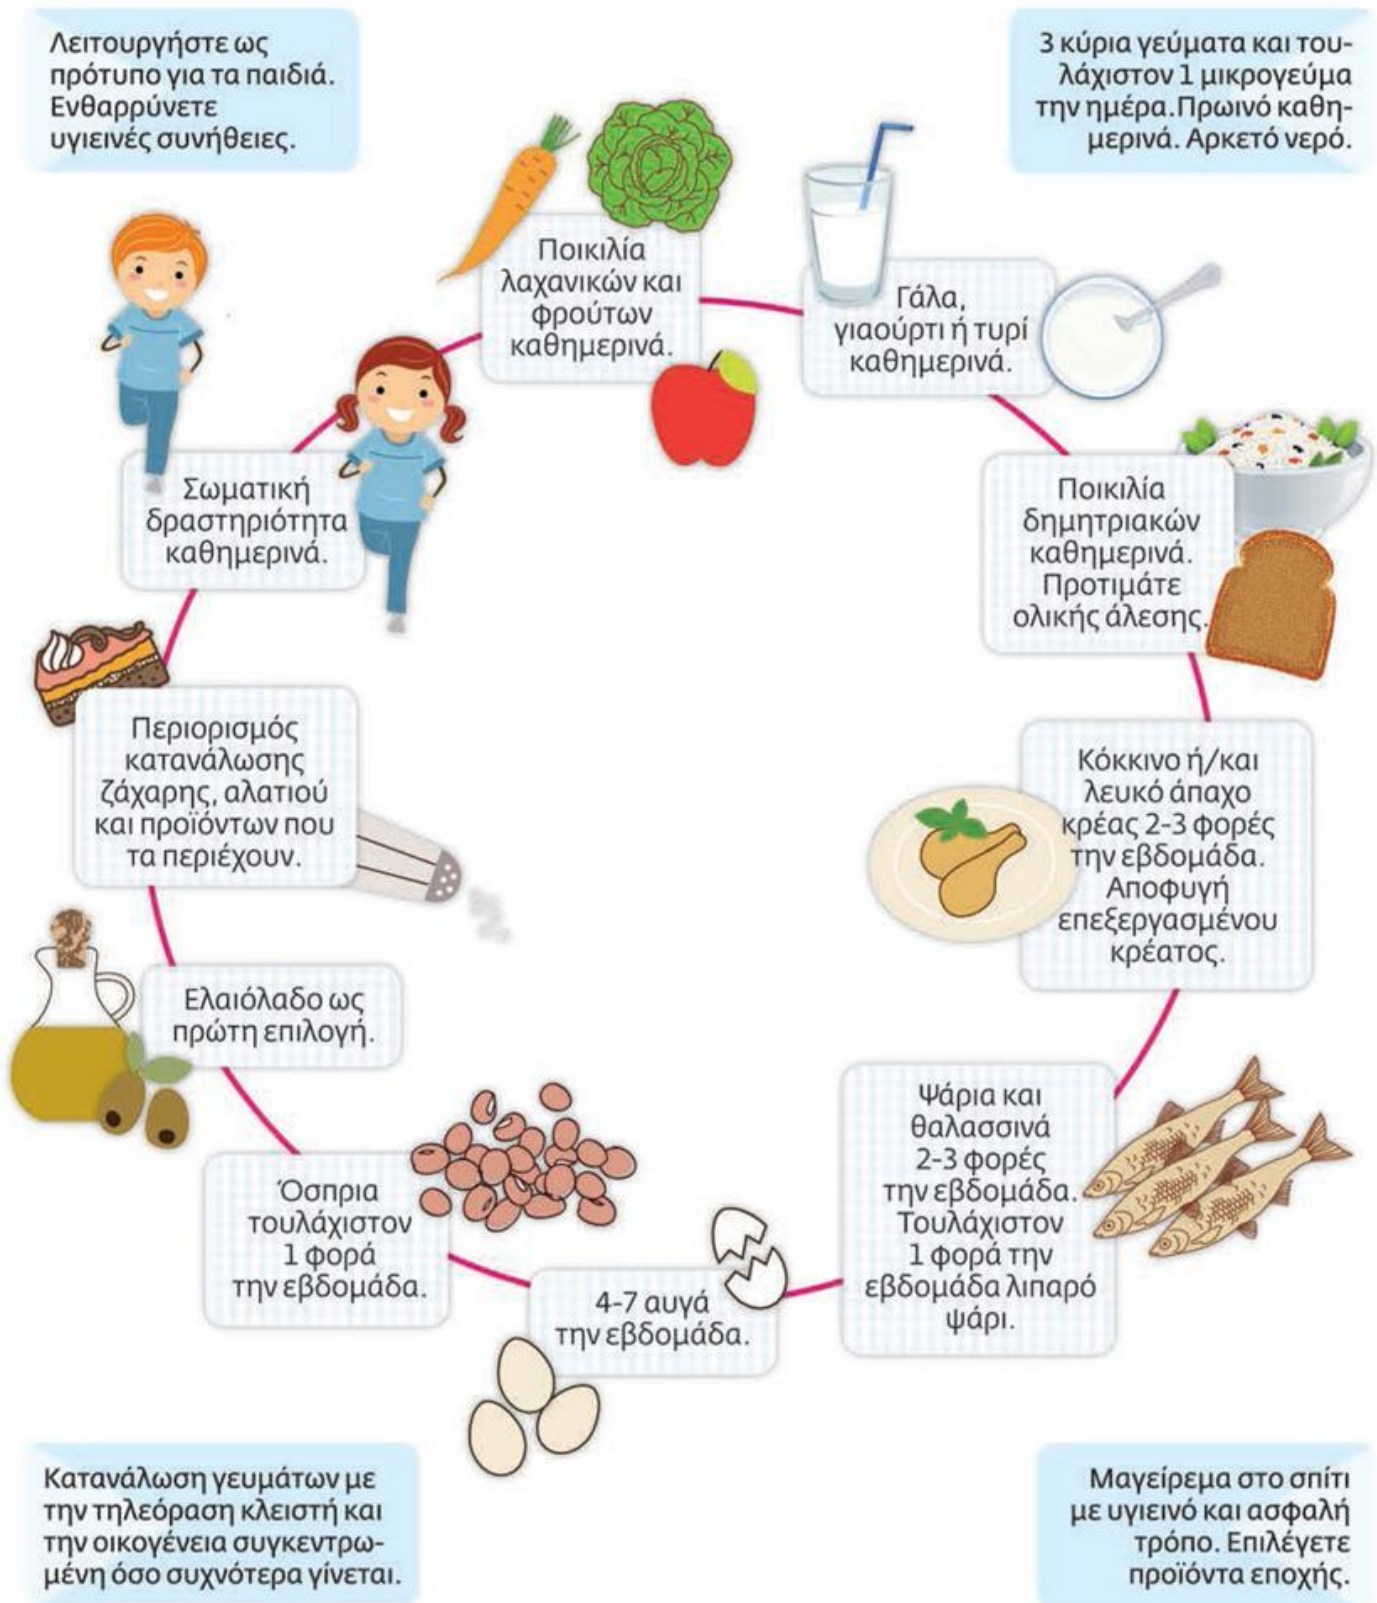 Λειτουργήστε ως
πρότυπο για τα παιδιά.
Ενθαρρύνετε
υγιεινές συνήθειες.
3 κύρια γεύματα και του-
λάχιστον 1 μικρογεύμα
την ημέρα.Πρωινό καθη-
μερινά. Αρκετό νερό.
Ποικιλία
λαχανικών και
φρούτων
καθημερινά.
Γάλα,
γιαούρτι ή τυρί
καθημερινά.
Ποικιλία
δημητριακών
καθημερινά.
Προτιμάτε
ολικής άλεσης.
Κόκκινο ή/και
λευκό άπαχο
κρέας 2-3 φορές
την εβδομάδα.
Αποφυγή
επεξεργασμένου
κρέατος.
Ψάρια και
θαλασσινά
2-3 φορές
την εβδομάδα.
Τουλάχιστον
1 φορά την
εβδομάδα λιπαρό
ψάρι.
4-7 αυγά
την εβδομάδα.
Όσπρια
τουλάχιστον
1 φορά
την εβδομάδα.
Ελαιόλαδο ως
πρώτη επιλογή.
Περιορισμός
κατανάλωσης
ζάχαρης, αλατιού
και προϊόντων που
τα περιέχουν.
Σωματική
δραστηριότητα
καθημερινά.
Κατανάλωση γευμάτων με
την τηλεόραση κλειστή και
την οικογένεια συγκεντρω-
μένη όσο συχνότερα γίνεται.
Μαγείρεμα στο σπίτι
με υγιεινό και ασφαλή
τρόπο. Επιλέγετε
προϊόντα εποχής.